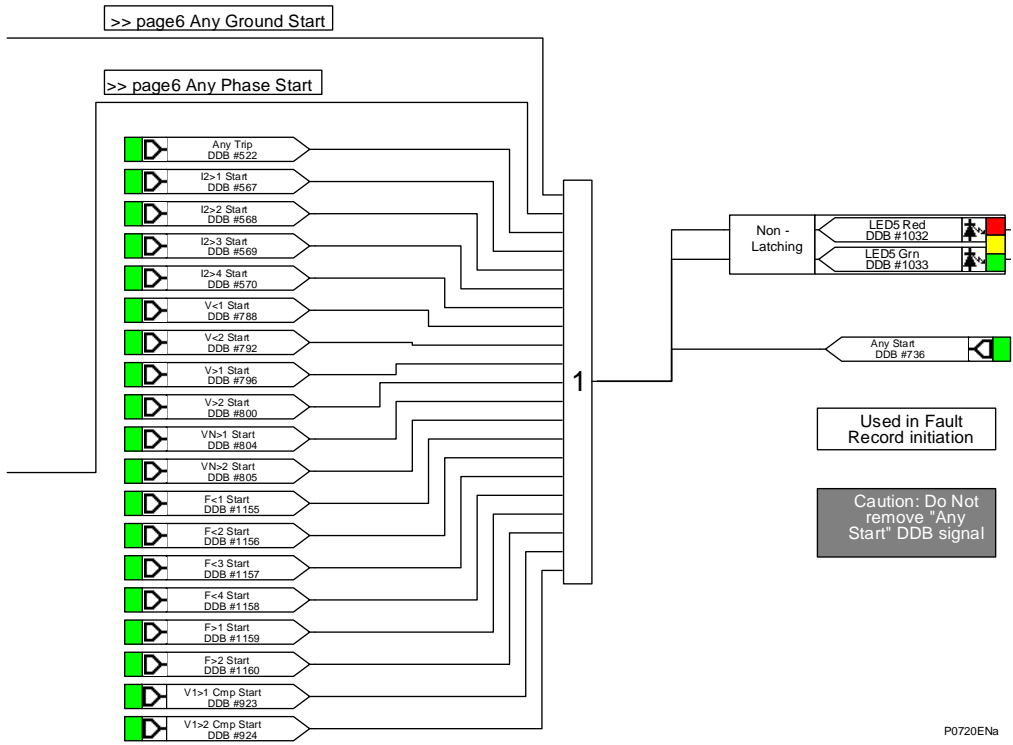 >> page6 Any Ground Start
>> page6 Any Phase Start
Any Trip
DDB #522
I2>1 Start
DDB #567
I2>2 Start
DDB #568
I2>3 Start
DDB #569
I2>4 Start
DDB #570
V<1 Start
DDB #788
V<2 Start
DDB #792
V>1 Start
DDB #796
V>2 Start
DDB #800
VN>1 Start
DDB #804
VN>2 Start
DDB #805
F<1 Start
DDB #1155
F<2 Start
DDB #1156
F<3 Start
DDB #1157
F<4 Start
DDB #1158
F>1 Start
DDB #1159
F>2 Start
DDB #1160
V1>1 Cmp Start
DDB #923
V1>2 Cmp Start
DDB #924
1
Non -
Latching
LED5 Red
DDB #1032
LED5 Grn
DDB #1033
Any Start
DDB #736
Used in Fault
Record initiation
Caution: Do Not
remove "Any
Start" DDB signal
P0720ENa